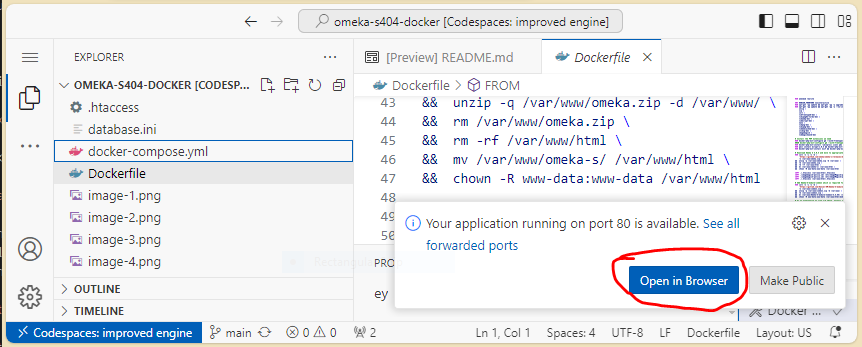 omeka-s404-docker [Codespaces: improved engine]
EXPLORER
OMEKA-S404-DOCKER [CODESP...
.htaccess
database.ini
docker-compose.yml
Dockerfile
image-1.png
image-2.png
image-3.png
image-4.png
OUTLINE
TIMELINE
[Preview] README.md
Dockerfile
Dockerfile > FROM
43 && unzip -q /var/www/omeka.zip -d /var/www/ \
44 && rm /var/www/omeka.zip \
45 && rm -rf /var/www/html \
46 && mv /var/www/omeka-s/ /var/www/html \
47 && chown -R www-data:www-data /var/www/html
48
49
50
Your application running on port 80 is available. See all
forwarded ports
Open in Browser
Make Public
PRO
ey
Docker ...
Codespaces: improved engine
main
0
0
2
Ln 1, Col 1
Spaces: 4
UTF-8
LF
Dockerfile
Layout: US